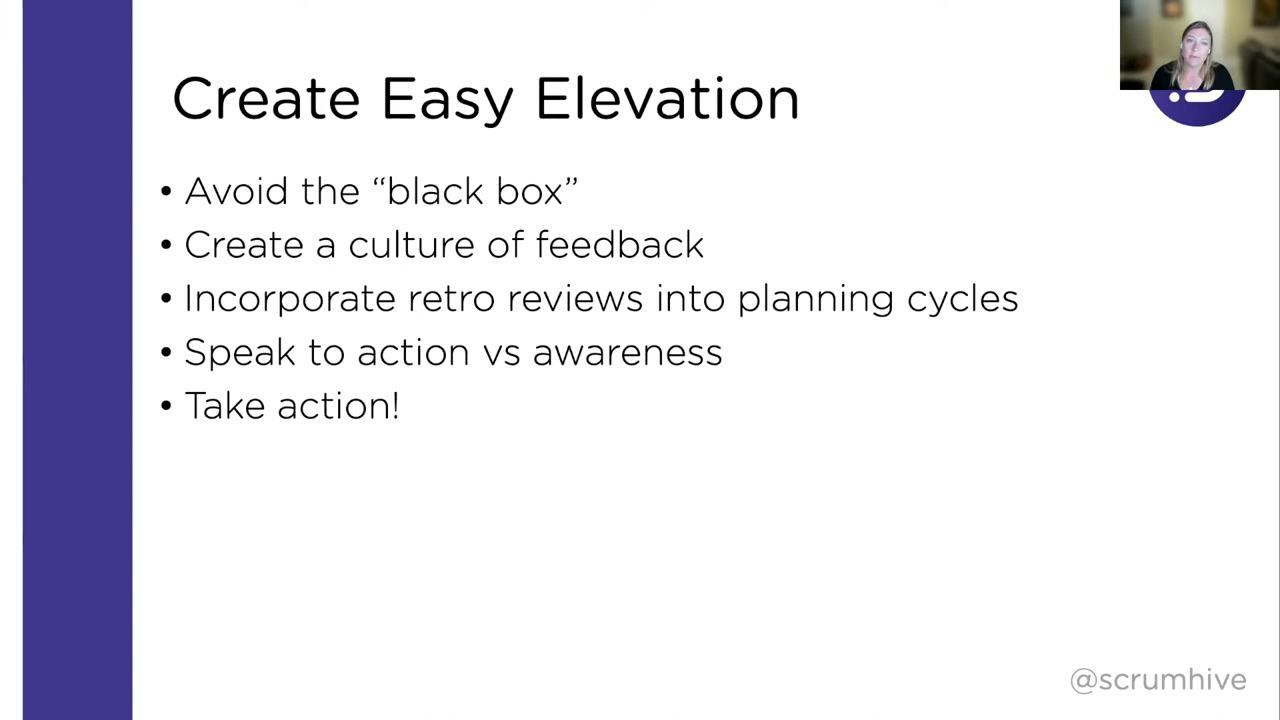 Create Easy Elevation
• Avoid the “black box”
• Create a culture of feedback
• Incorporate retro reviews into planning cycles
• Speak to action vs awareness
• Take action!
@scrumhive